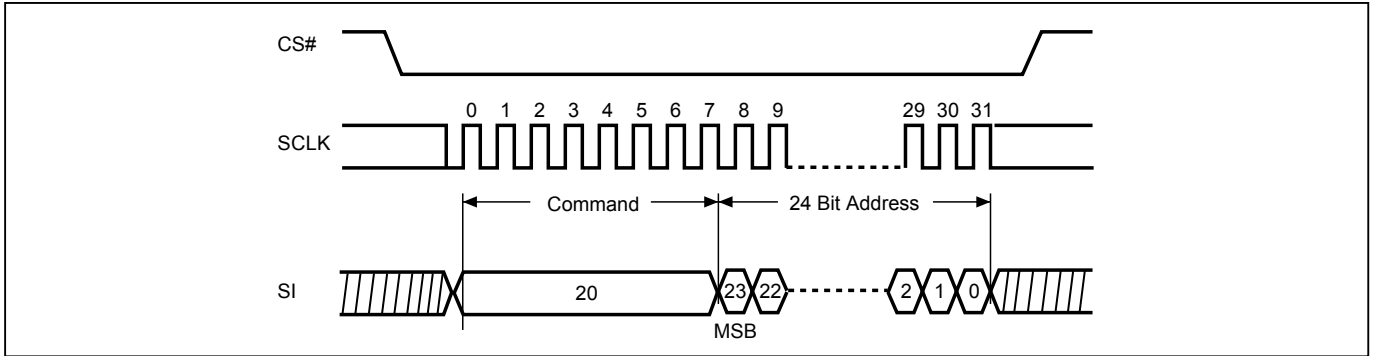 CS#
0 1 2 3 4 5 6 7 8 9 29 30 31
SCLK
Command 24 Bit Address
SI 20 23 22 2 1 0
MSB